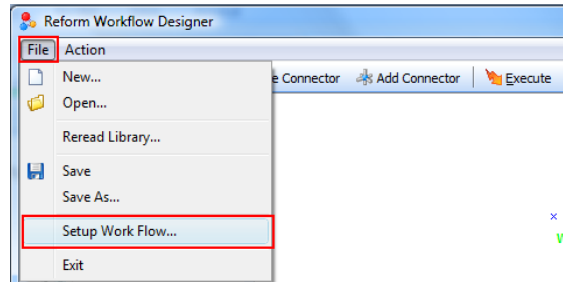 Reform Workflow Designer
File Action
New... Connector Add Connector Execute
Open...
Reread Library...
Save
Save As...
Setup Work Flow...
Exit